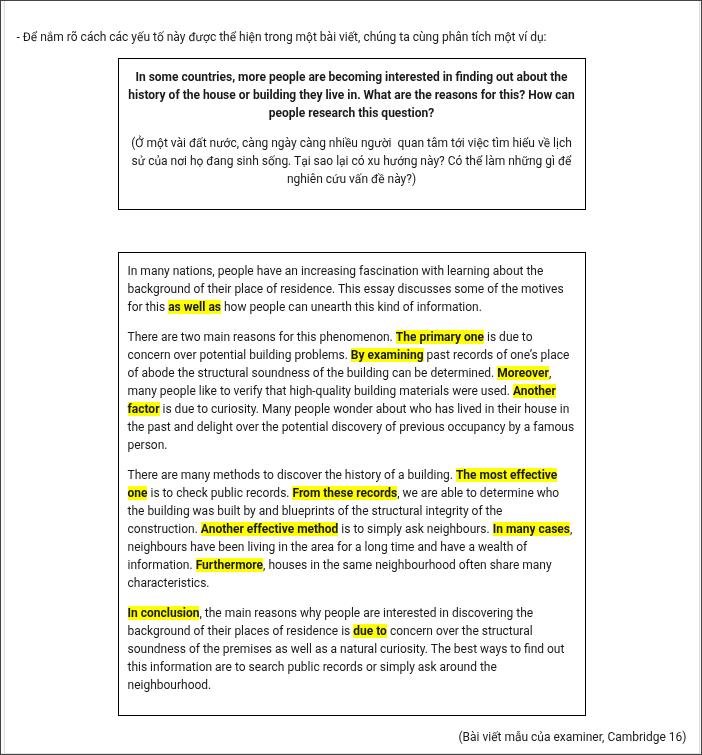 - Để nắm rõ cách các yếu tố này được thể hiện trong một bài viết, chúng ta cùng phân tích một ví dụ:
In some countries, more people are becoming interested in finding out about the
history of the house or building they live in. What are the reasons for this? How can
people research this question?
(Ở một vài đất nước, càng ngày càng nhiều người quan tâm tới việc tìm hiểu về lịch
sử của nơi họ đang sinh sống. Tại sao lại có xu hướng này? Có thể làm những gì để
nghiên cứu vấn đề này?)
In many nations, people have an increasing fascination with learning about the
background of their place of residence. This essay discusses some of the motives
for this as well as how people can unearth this kind of information.
There are two main reasons for this phenomenon. The primary one is due to
concern over potential building problems. By examining past records of one's place
of abode the structural soundness of the building can be determined. Moreover,
many people like to verify that high-quality building materials were used. Another
factor is due to curiosity. Many people wonder about who has lived in their house in
the past and delight over the potential discovery of previous occupancy by a famous
person.
There are many methods to discover the history of a building. The most effective
one is to check public records. From these records, we are able to determine who
the building was built by and blueprints of the structural integrity of the
construction. Another effective method is to simply ask neighbours. In many cases,
neighbours have been living in the area for a long time and have a wealth of
information. Furthermore, houses in the same neighbourhood often share many
characteristics.
In conclusion, the main reasons why people are interested in discovering the
background of their places of residence is due to concern over the structural
soundness of the premises as well as a natural curiosity. The best ways to find out
this information are to search public records or simply ask around the
neighbourhood.
(Bài viết mẫu của examiner, Cambridge 16)